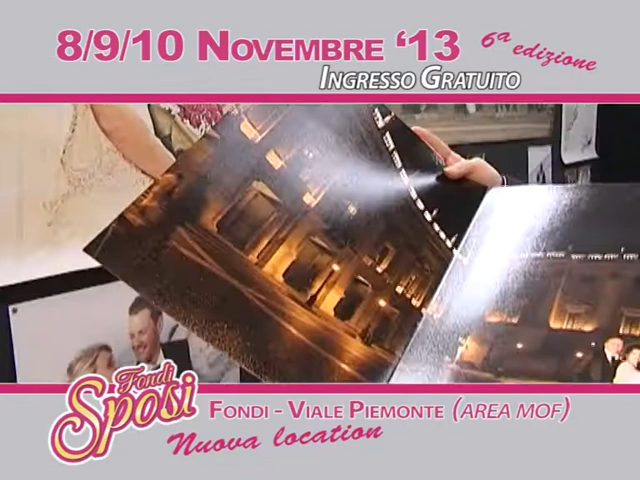 8/9/10 NOVEMBRE '13
6a edizione
INGRESSO GRATUITO
Fondi
Sposi
FONDI - VIALE PIEMONTE (AREA MOF)
Nuova location